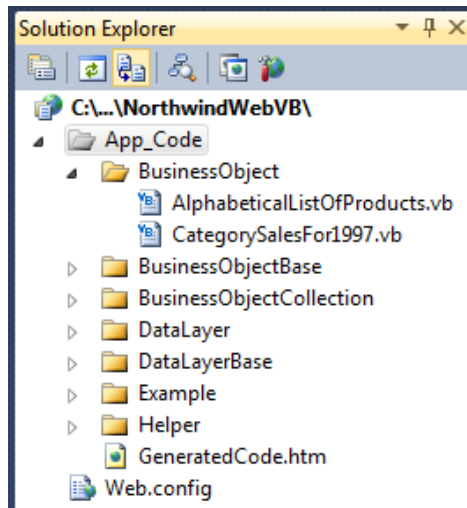 Solution Explorer
C:\...\NorthwindWebVB\
App_Code
BusinessObject
AlphabeticalListOfProducts.vb
CategorySalesFor1997.vb
BusinessObjectBase
BusinessObjectCollection
DataLayer
DataLayerBase
Example
Helper
GeneratedCode.htm
Web.config